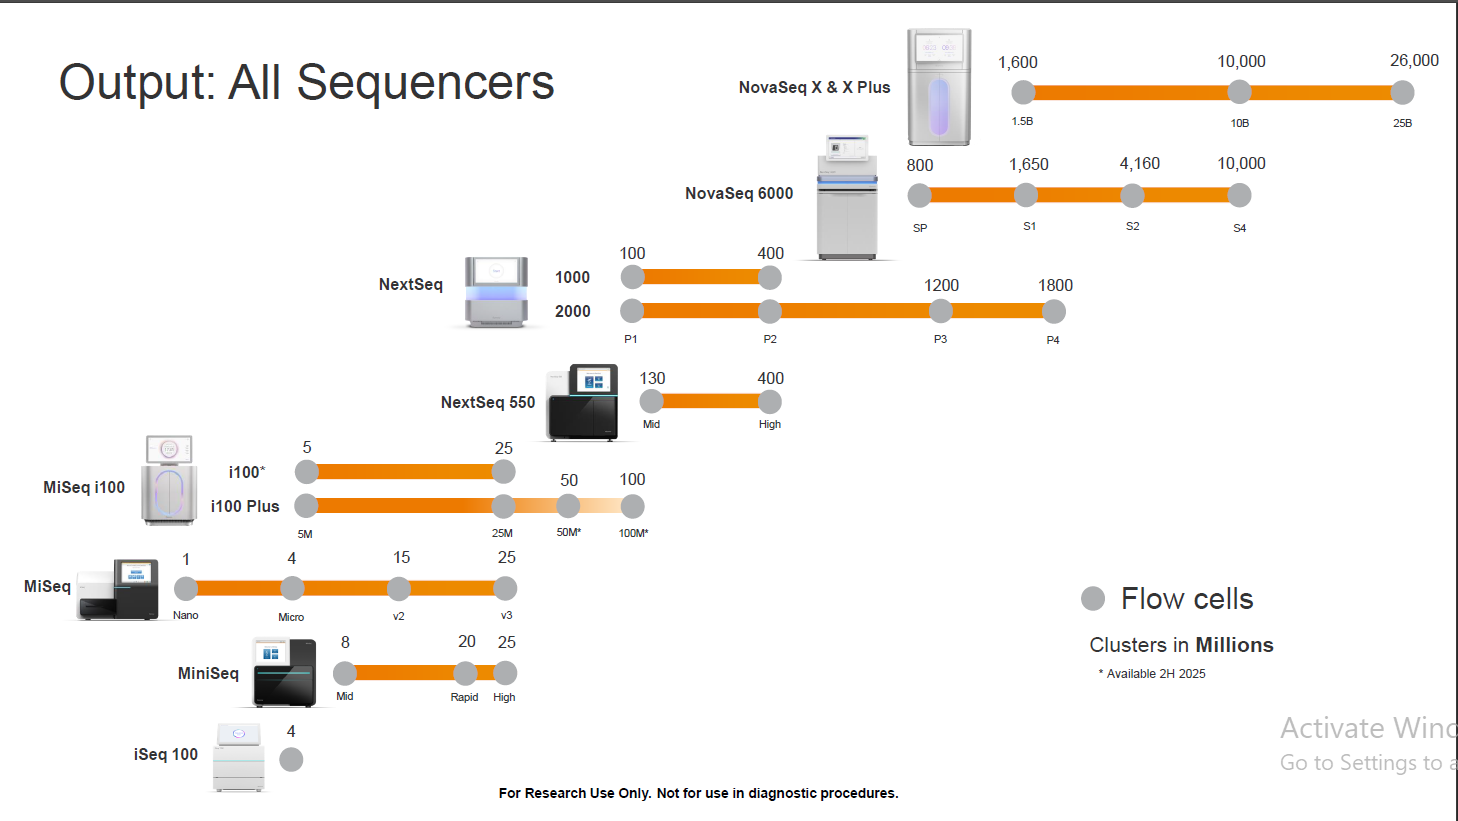 Output: All Sequencers
NovaSeq X & X Plus
1,600
10,000
26,000
1.5B
10B
25B
NovaSeq 6000
800
1,650
4,160
10,000
SP
S1
S2
S4
NextSeq
1000
100
400
2000
1200
1800
P1
P2
P3
P4
NextSeq 550
130
400
Mid
High
MiSeq i100
i100*
5
25
i100 Plus
50
100
5M
25M
50M*
100M*
MiSeq
1
4
15
25
Nano
Micro
v2
v3
MiniSeq
8
20
25
Mid
Rapid
High
iSeq 100
4
Flow cells
Clusters in Millions
* Available 2H 2025
For Research Use Only. Not for use in diagnostic procedures.
Activate Wind
Go to Settings to a